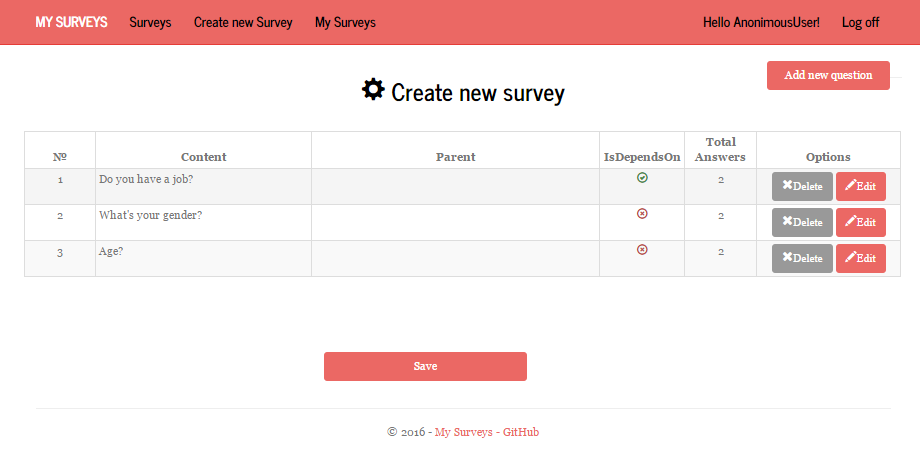 MY SURVEYS Surveys Create new Survey My Surveys Hello AnonimousUser! Log off
Add new question
Create new survey
№ Content Parent IsDependsOn Total Answers Options
1 Do you have a job? 2 Delete Edit
2 What's your gender? 2 Delete Edit
3 Age? 2 Delete Edit
Save
© 2016 - My Surveys - GitHub